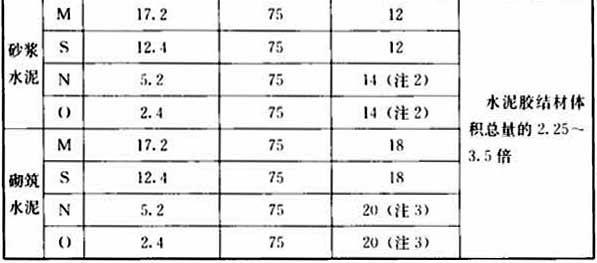 M 17.2 75 12
砂浆水泥 S 12.4 75 12
N 5.2 75 14（注2）
O 2.4 75 14（注2）
水泥胶结材体
积总量的2.25～
3.5倍
M 17.2 75 18
砌筑水泥 S 12.4 75 18
N 5.2 75 20（注3）
O 2.4 75 20（注3）